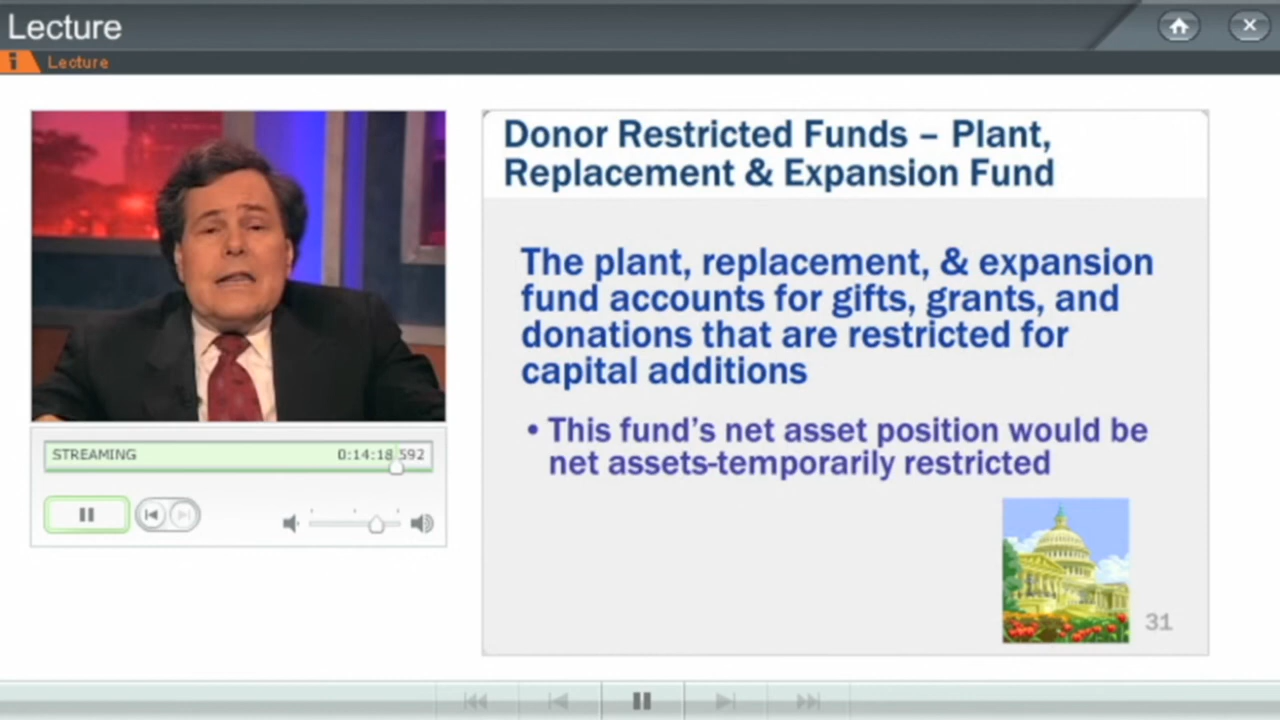 Lecture
i Lecture
Donor Restricted Funds – Plant,
Replacement & Expansion Fund
The plant, replacement, & expansion
fund accounts for gifts, grants, and
donations that are restricted for
capital additions
• This fund's net asset position would be
net assets-temporarily restricted
STREAMING 0:14:18.592
31